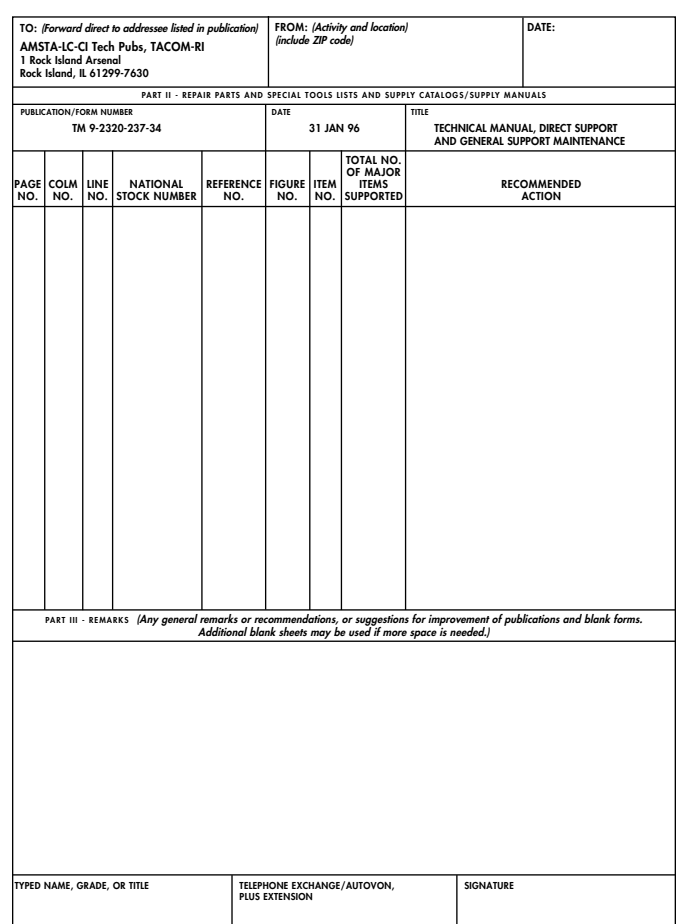 TO: (Forward direct to addressee listed in publication)
AMSTA-LC-CI Tech Pubs, TACOM-RI
1 Rock Island Arsenal
Rock Island, IL 61299-7630
FROM: (Activity and location)
(include ZIP code)
DATE:
PART II - REPAIR PARTS AND SPECIAL TOOLS LISTS AND SUPPLY CATALOGS/SUPPLY MANUALS
PUBLICATION/FORM NUMBER
TM 9-2320-237-34
DATE
31 JAN 96
TITLE
TECHNICAL MANUAL, DIRECT SUPPORT
AND GENERAL SUPPORT MAINTENANCE
PAGE
NO.
COLM
NO.
LINE
NO.
NATIONAL
STOCK NUMBER
REFERENCE
NO.
FIGURE
NO.
ITEM
NO.
TOTAL NO.
OF MAJOR
ITEMS
SUPPORTED
RECOMMENDED
ACTION
PART III - REMARKS (Any general remarks or recommendations, or suggestions for improvement of publications and blank forms.
Additional blank sheets may be used if more space is needed.)
TYPED NAME, GRADE, OR TITLE
TELEPHONE EXCHANGE/AUTOVON,
PLUS EXTENSION
SIGNATURE